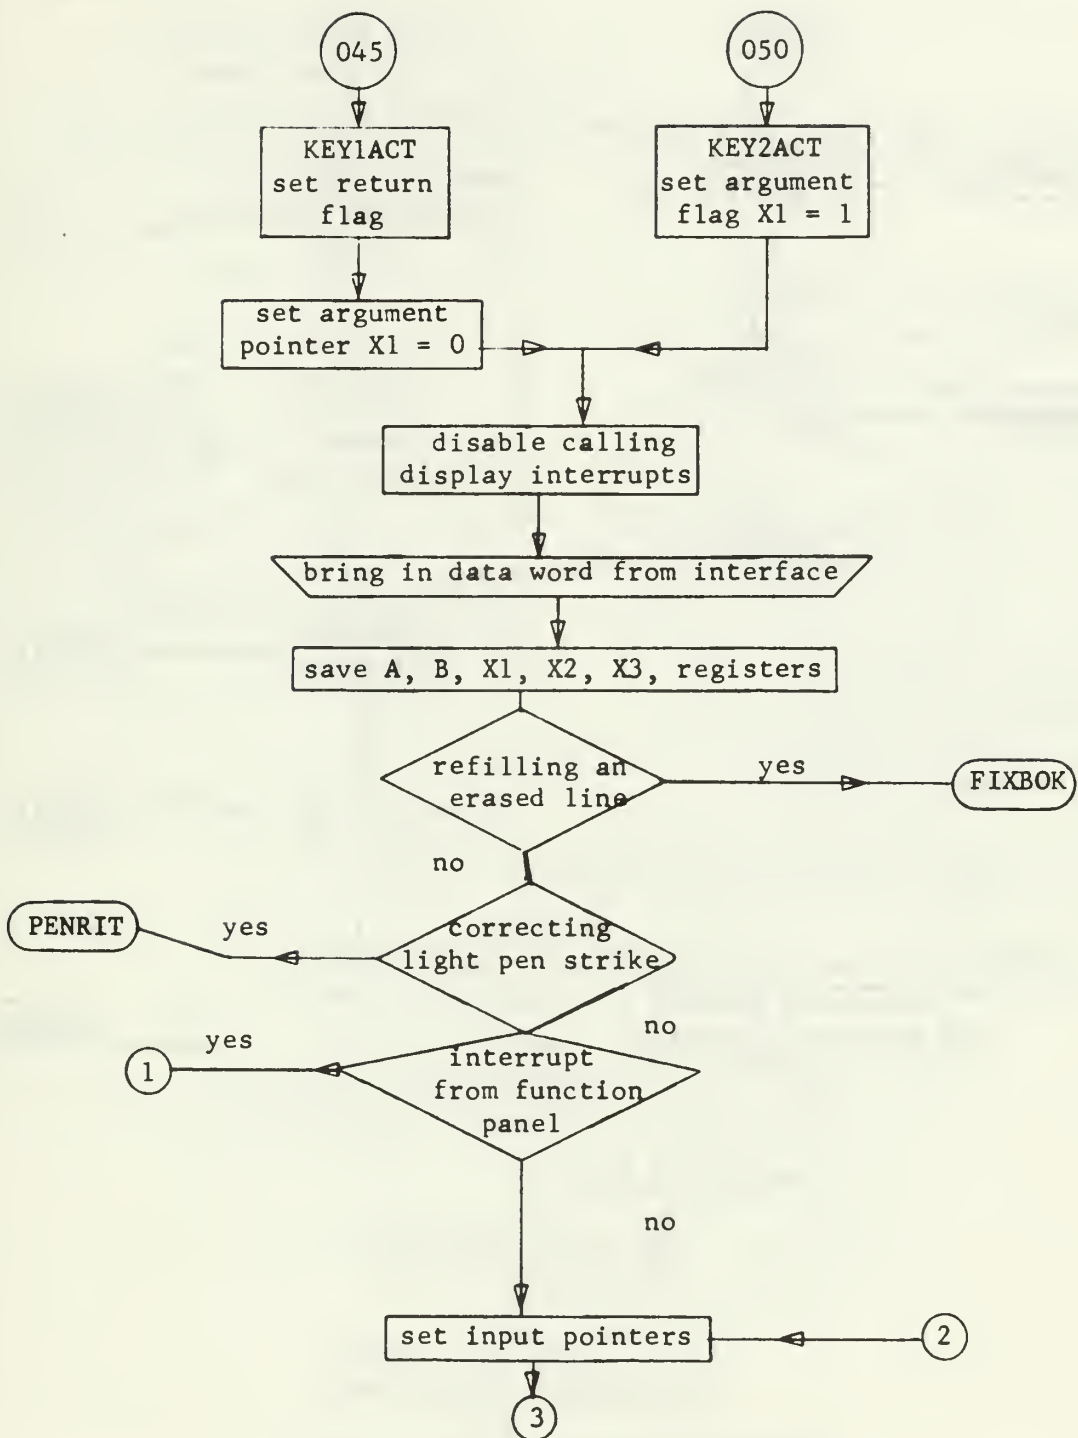 045
050
KEY1ACT
set return
flag
KEY2ACT
set argument
flag X1 = 1
set argument
pointer X1 = 0
disable calling
display interrupts
bring in data word from interface
save A, B, X1, X2, X3, registers
refilling an
erased line
yes
FIXBOK
no
PENRIT
yes
correcting
light pen strike
no
yes
1
interrupt
from function
panel
no
set input pointers
2
3